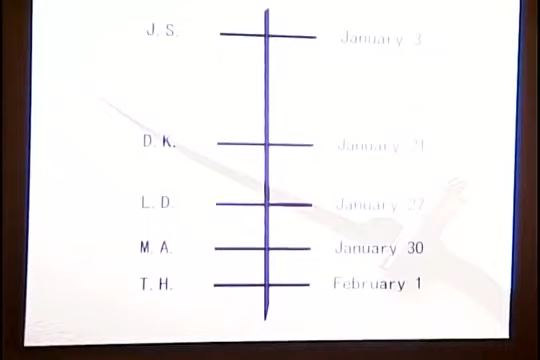 J. S. January 3
D. K. January 21
L. D. January 27
M. A. January 30
T. H. February 1